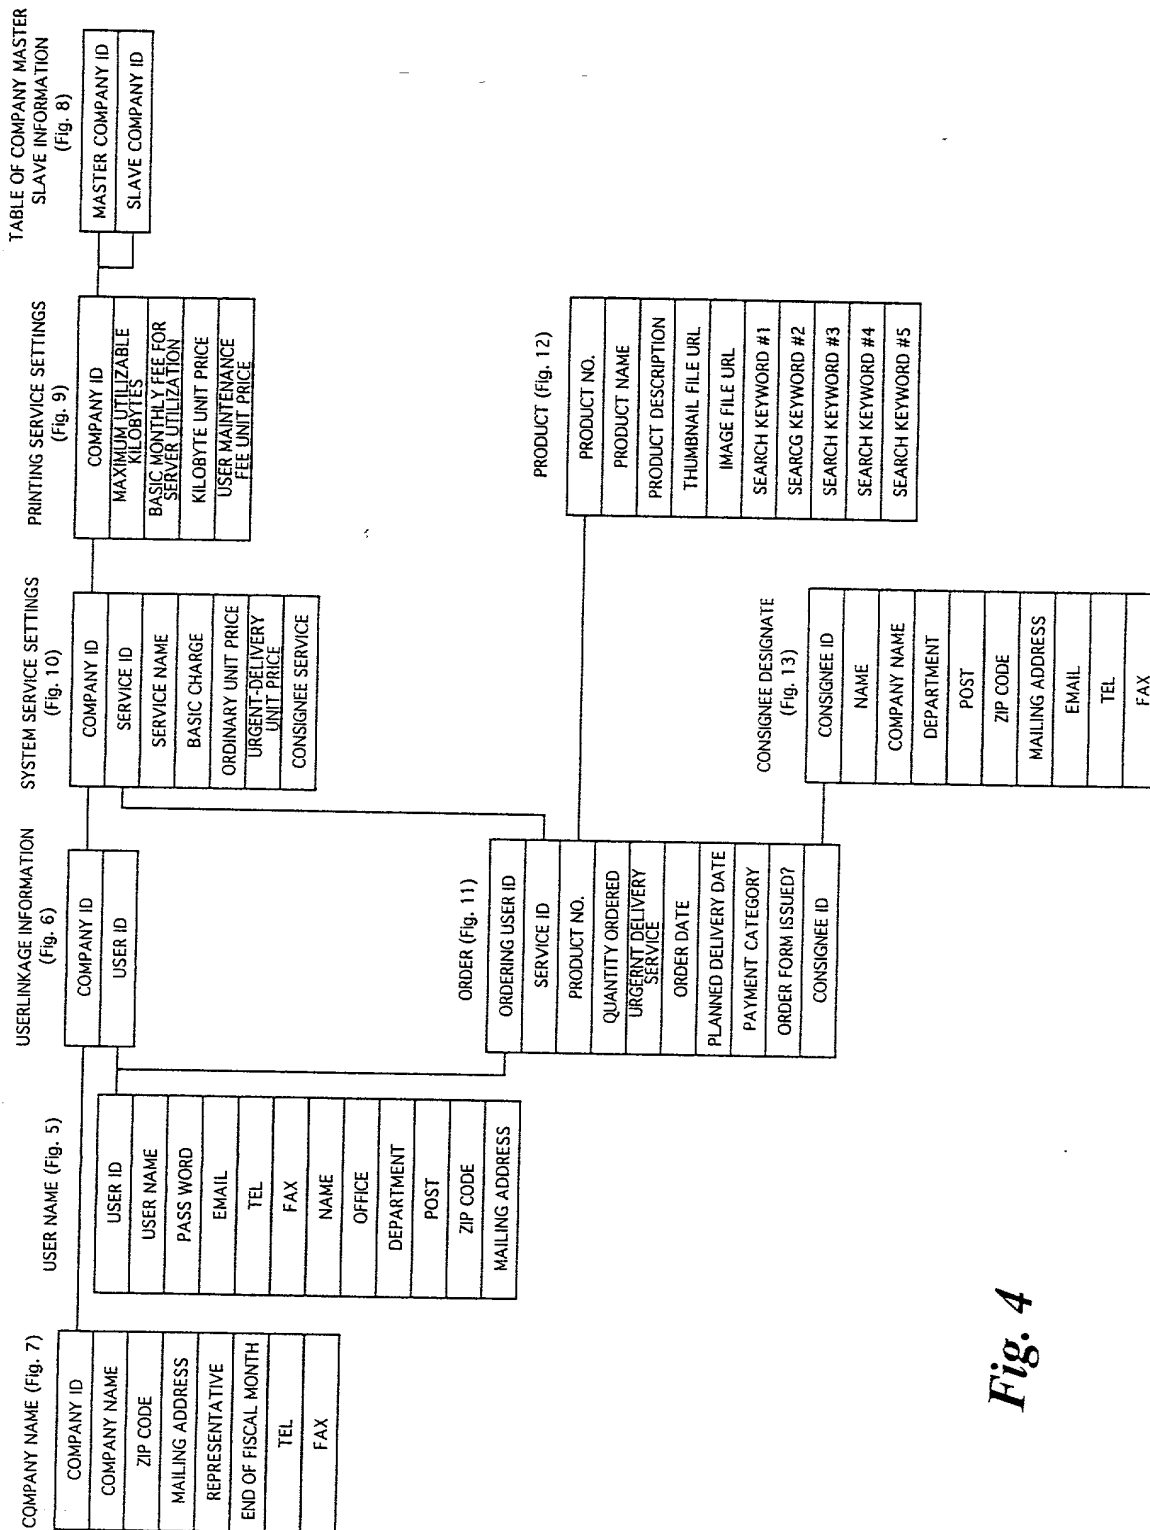 COMPANY NAME (Fig. 7)
COMPANY ID
COMPANY NAME
ZIP CODE
MAILING ADDRESS
REPRESENTATIVE
END OF FISCAL MONTH
TEL
FAX
USER NAME (Fig. 5)
USER ID
USER NAME
PASS WORD
EMAIL
TEL
FAX
NAME
OFFICE
DEPARTMENT
POST
ZIP CODE
MAILING ADDRESS
USERLINKAGE INFORMATION
(Fig. 6)
COMPANY ID
USER ID
SYSTEM SERVICE SETTINGS
(Fig. 10)
COMPANY ID
SERVICE ID
SERVICE NAME
BASIC CHARGE
ORDINARY UNIT PRICE
URGENT-DELIVERY
UNIT PRICE
CONSIGNEE SERVICE
PRINTING SERVICE SETTINGS
(Fig. 9)
COMPANY ID
MAXIMUM UTILIZABLE
KILOBYTES
BASIC MONTHLY FEE FOR
SERVER UTILIZATION
KILOBYTE UNIT PRICE
USER MAINTENANCE
FEE UNIT PRICE
TABLE OF COMPANY MASTER
SLAVE INFORMATION
(Fig. 8)
MASTER COMPANY ID
SLAVE COMPANY ID
ORDER (Fig. 11)
ORDERING USER ID
SERVICE ID
PRODUCT NO.
QUANTITY ORDERED
URGERNT DELIVERY
SERVICE
ORDER DATE
PLANNED DELIVERY DATE
PAYMENT CATEGORY
ORDER FORM ISSUED?
CONSIGNEE ID
PRODUCT (Fig. 12)
PRODUCT NO.
PRODUCT NAME
PRODUCT DESCRIPTION
THUMBNAIL FILE URL
IMAGE FILE URL
SEARCH KEYWORD #1
SEARCG KEYWORD #2
SEARCH KEYWORD #3
SEARCH KEYWORD #4
SEARCH KEYWORD #5
CONSIGNEE DESIGNATE
(Fig. 13)
CONSIGNEE ID
NAME
COMPANY NAME
DEPARTMENT
POST
ZIP CODE
MAILING ADDRESS
EMAIL
TEL
FAX
Fig. 4